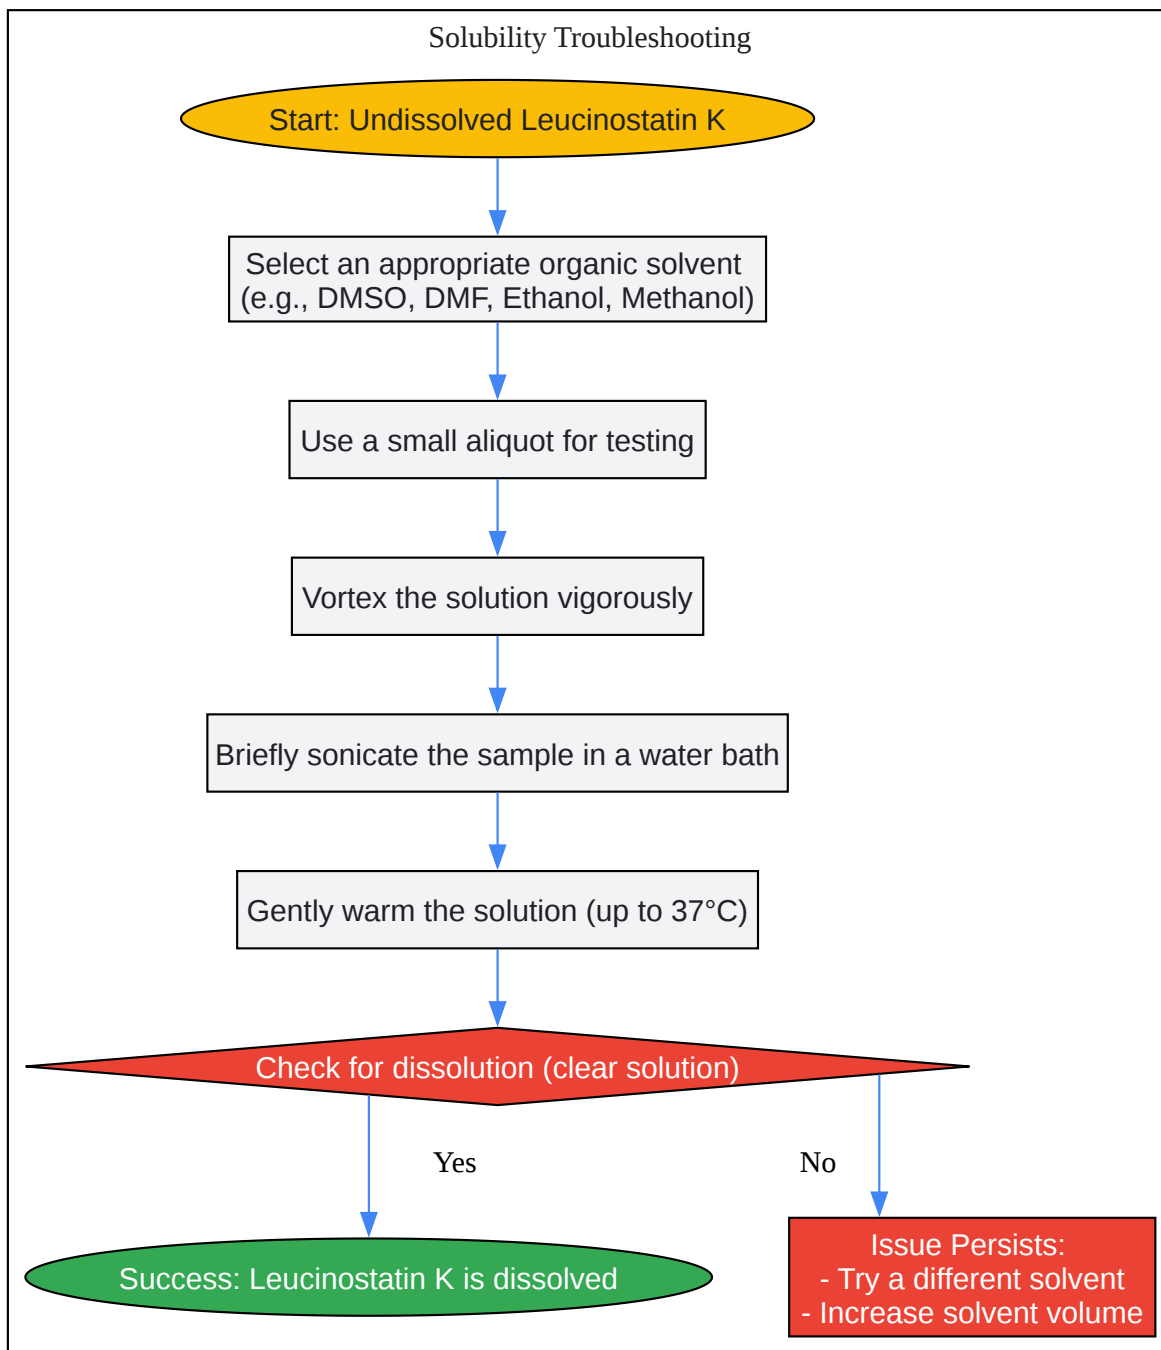 Solubility Troubleshooting
Start: Undissolved Leucinostatin K
Select an appropriate organic solvent
(e.g., DMSO, DMF, Ethanol, Methanol)
Use a small aliquot for testing
Vortex the solution vigorously
Briefly sonicate the sample in a water bath
Gently warm the solution (up to 37°C)
Check for dissolution (clear solution)
Yes
No
Success: Leucinostatin K is dissolved
Issue Persists:
- Try a different solvent
- Increase solvent volume